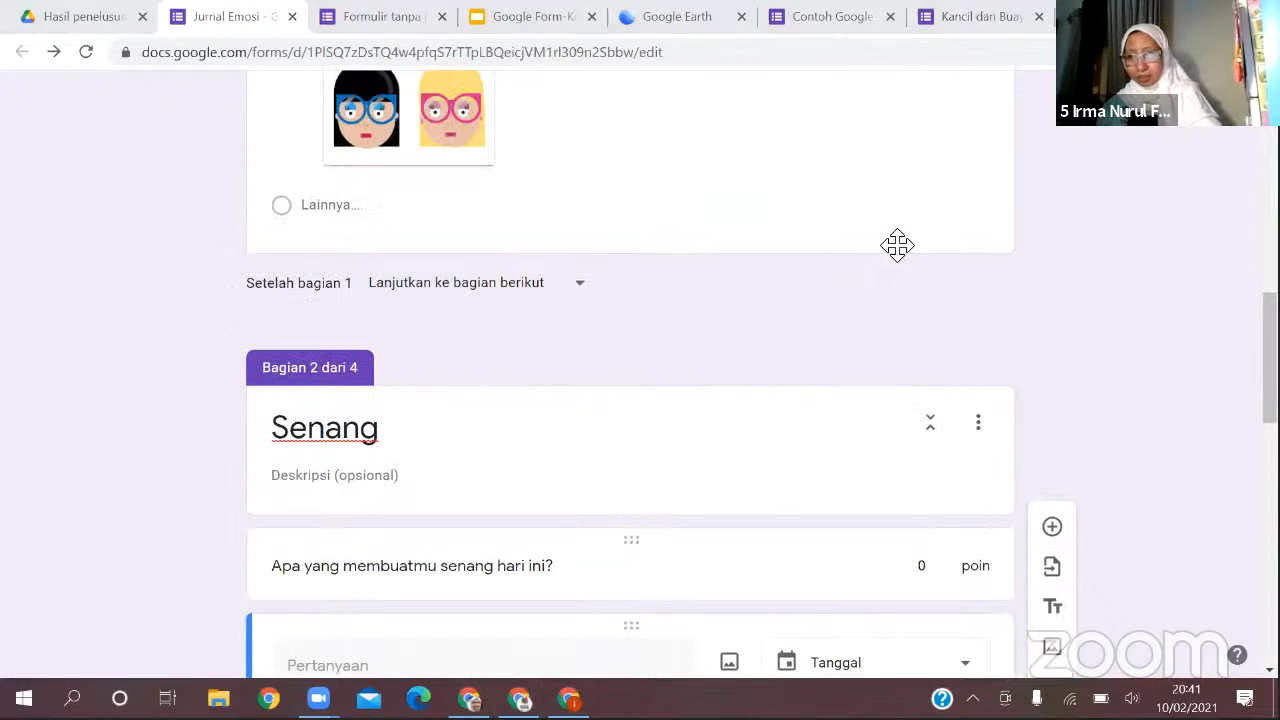 Hasil Penelusu
Jurnal Emosi - G
Formulir tanpa
Google Form-K
Google Earth
Contoh Google
Kancil dan Buay
docs.google.com/forms/d/1PlSQ7zDsTQ4w4pfqS7rTTpLBQeicjVM1rl309n2Sbbw/edit
5 Irma Nurul F...
Lainnya...
Setelah bagian 1 Lanjutkan ke bagian berikut
Bagian 2 dari 4
Senang
Deskripsi (opsional)
Apa yang membuatmu senang hari ini? 0 poin
Pertanyaan
Tanggal
zoom
20:41
10/02/2021